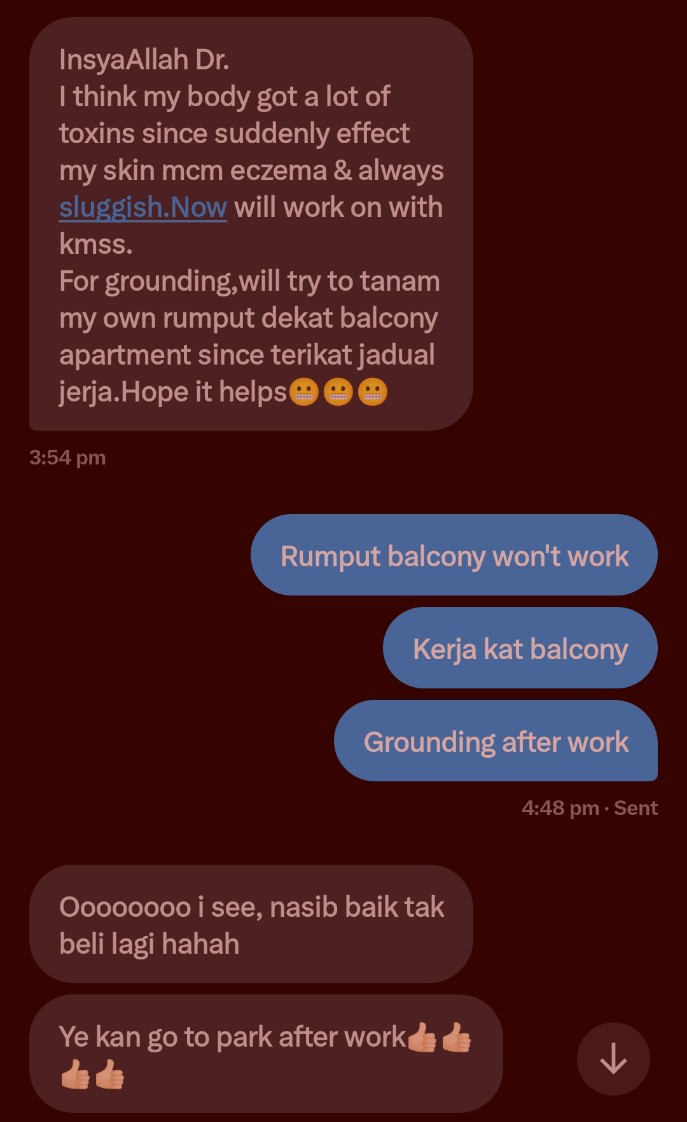 InsyaAllah Dr.
I think my body got a lot of
toxins since suddenly effect
my skin mcm eczema & always
sluggish.Now will work on with
kmss.
For grounding,will try to tanam
my own rumput dekat balcony
apartment since terikat jadual
jerja.Hope it helps😬😬😬
3:54 pm
Rumput balcony won't work
Kerja kat balcony
Grounding after work
4:48 pm · Sent
Oooooooo i see, nasib baik tak
beli lagi hahah
Ye kan go to park after work👍🏼👍🏼
👍🏼👍🏼